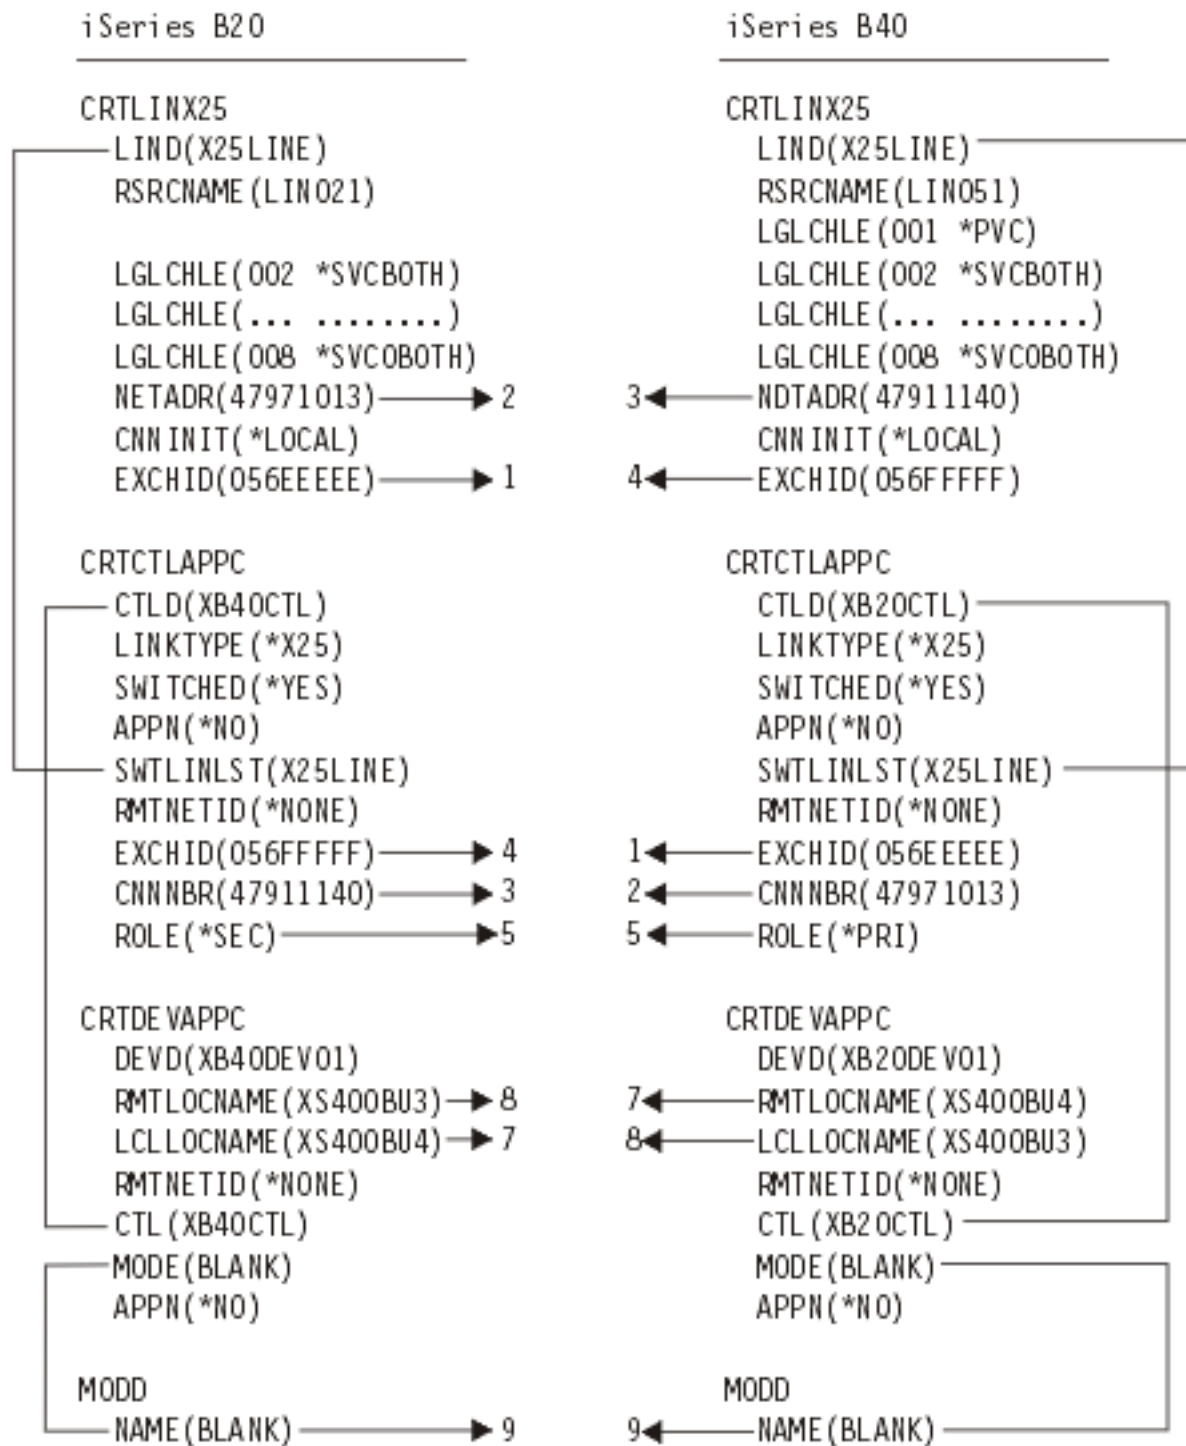 iSeries B20
CRTLINX25
LIND(X25LINE)
RSRCNAME(LIN021)
LGLCHLE(002 *SVCBOTH)
LGLCHLE(... ........)
LGLCHLE(008 *SVCOBOTH)
NETADR(47971013) 2
CNNINIT(*LOCAL)
EXCHID(056EEEEE) 1
CRTCTLAPPC
CTLD(XB40CTL)
LINKTYPE(*X25)
SWITCHED(*YES)
APPN(*NO)
SWTLINLST(X25LINE)
RMTNETID(*NONE)
EXCHID(056FFFFF) 4
CNNNBR(47911140) 3
ROLE(*SEC) 5
CRTDEVAPPC
DEVD(XB40DEV01)
RMTLOCNAME(XS400BU3) 8
LCLLOCNAME(XS400BU4) 7
RMTNETID(*NONE)
CTL(XB40CTL)
MODE(BLANK)
APPN(*NO)
MODD
NAME(BLANK) 9
iSeries B40
CRTLINX25
LIND(X25LINE)
RSRCNAME(LIN051)
LGLCHLE(001 *PVC)
LGLCHLE(002 *SVCBOTH)
LGLCHLE(... ........)
LGLCHLE(008 *SVCOBOTH)
3 NDTADR(47911140)
CNNINIT(*LOCAL)
4 EXCHID(056FFFFF)
CRTCTLAPPC
CTLD(XB20CTL)
LINKTYPE(*X25)
SWITCHED(*YES)
APPN(*NO)
SWTLINLST(X25LINE)
RMTNETID(*NONE)
1 EXCHID(056EEEEE)
2 CNNNBR(47971013)
5 ROLE(*PRI)
CRTDEVAPPC
DEVD(XB20DEV01)
7 RMTLOCNAME(XS400BU4)
8 LCLLOCNAME(XS400BU3)
RMTNETID(*NONE)
CTL(XB20CTL)
MODE(BLANK)
APPN(*NO)
MODD
9 NAME(BLANK)